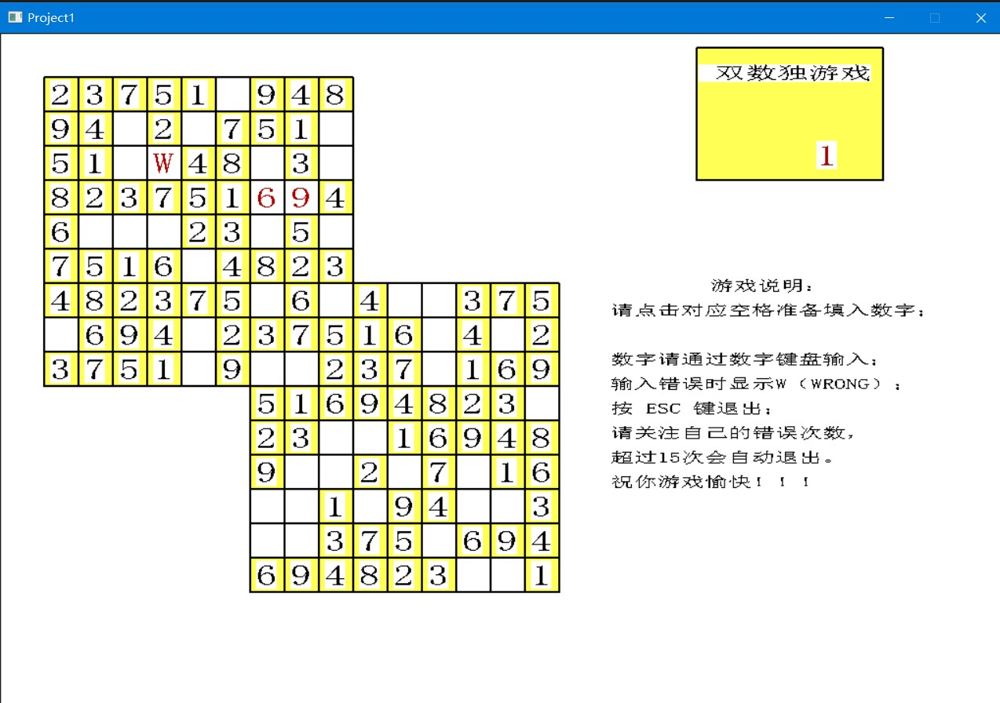 Project1
双数独游戏
1
2 3 7 5 1 9 4 8
9 4 2 7 5 1
5 1 W 4 8 3
8 2 3 7 5 1 6 9 4
6 2 3 5
7 5 1 6 4 8 2 3
4 8 2 3 7 5 6 4 3 7 5
6 9 4 2 3 7 5 1 6 4 2
3 7 5 1 9 2 3 7 1 6 9
5 1 6 9 4 8 2 3
2 3 1 6 9 4 8
9 2 7 1 6
1 9 4 3
3 7 5 6 9 4
6 9 4 8 2 3 1
游戏说明:
请点击对应空格准备填入数字;
数字请通过数字键盘输入;
输入错误时显示W（WRONG）;
按 ESC 键退出;
请关注自己的错误次数,
超过15次会自动退出。
祝你游戏愉快！！！